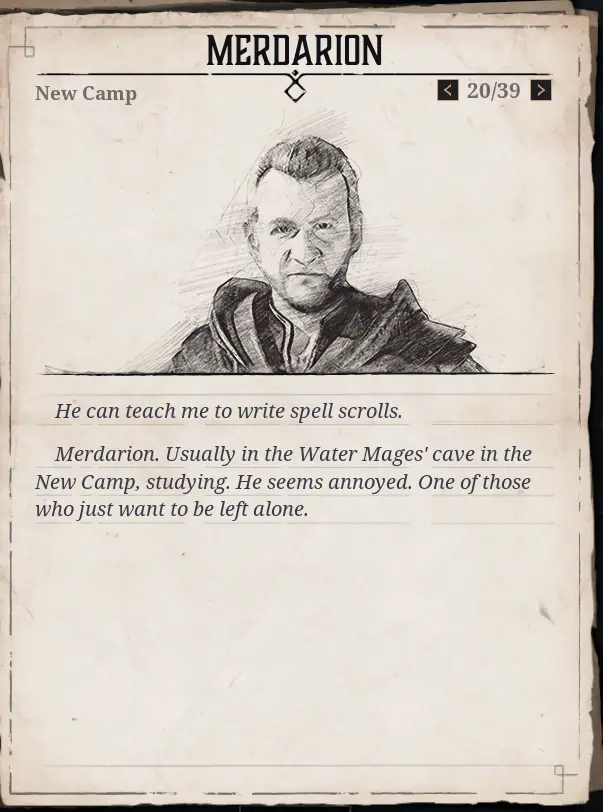 MERDARION
New Camp
20/39
He can teach me to write spell scrolls.
Merdarion. Usually in the Water Mages' cave in the
New Camp, studying. He seems annoyed. One of those
who just want to be left alone.